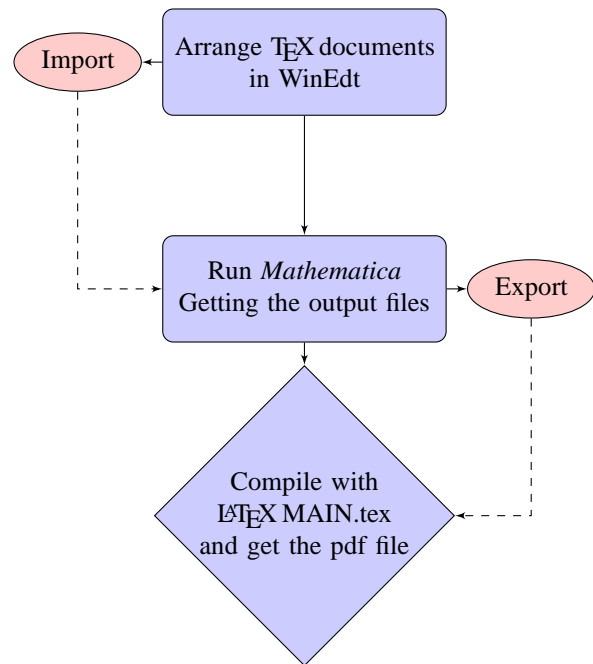 Import
Arrange TEX documents
in WinEdt
Run Mathematica
Getting the output files
Export
Compile with
LATEX MAIN.tex
and get the pdf file